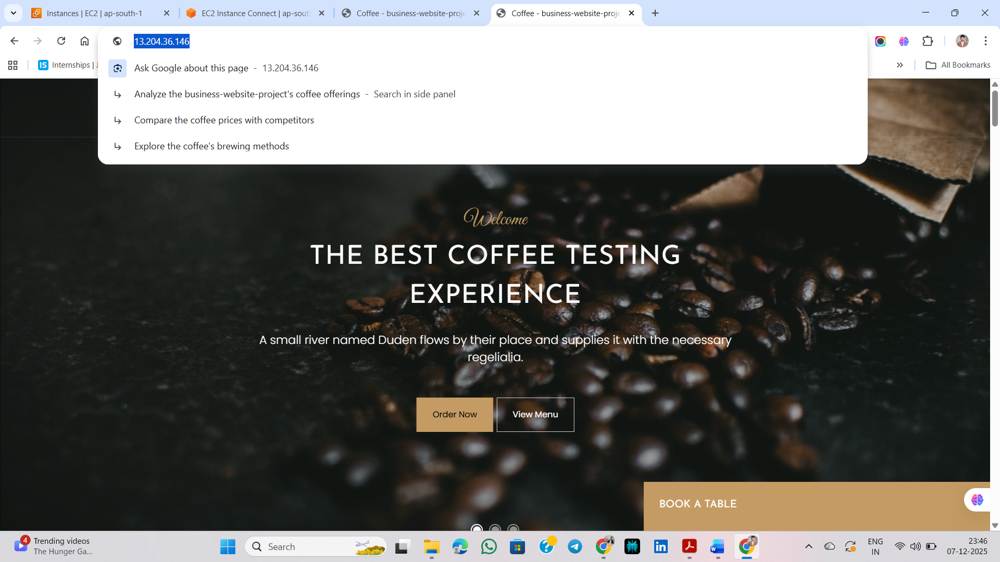 Instances | EC2 | ap-south-1
EC2 Instance Connect | ap-sout
Coffee - business-website-proje
Coffee - business-website-proje
13.204.36.146
Internships | J
All Bookmarks
Ask Google about this page - 13.204.36.146
Analyze the business-website-project's coffee offerings - Search in side panel
Compare the coffee prices with competitors
Explore the coffee's brewing methods
Welcome
THE BEST COFFEE TESTING
EXPERIENCE
A small river named Duden flows by their place and supplies it with the necessary
regelialia.
Order Now
View Menu
BOOK A TABLE
4
Trending videos
The Hunger Ga...
Search
ENG
IN
23:46
07-12-2025